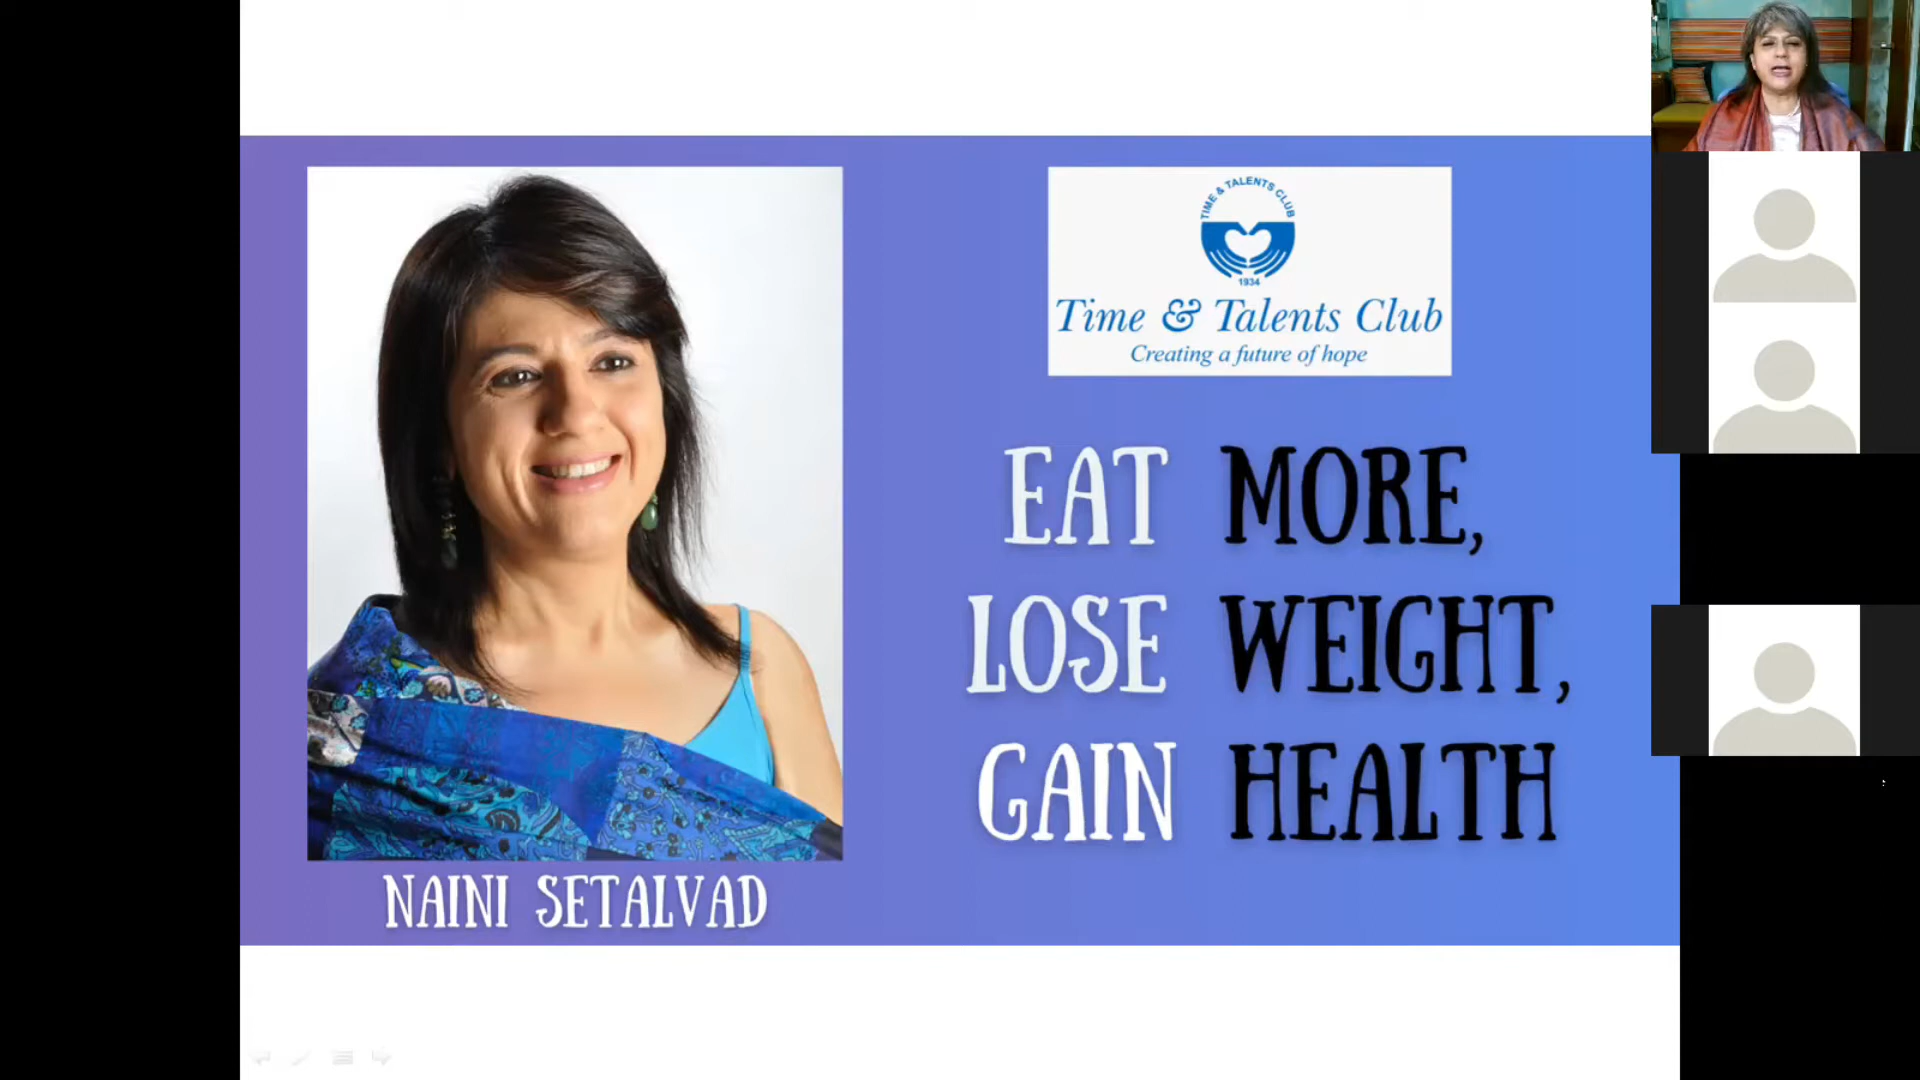 TIME & TALENTS CLUB
1934
Time & Talents Club
Creating a future of hope
EAT MORE,
LOSE WEIGHT,
GAIN HEALTH
NAINI SETALVAD